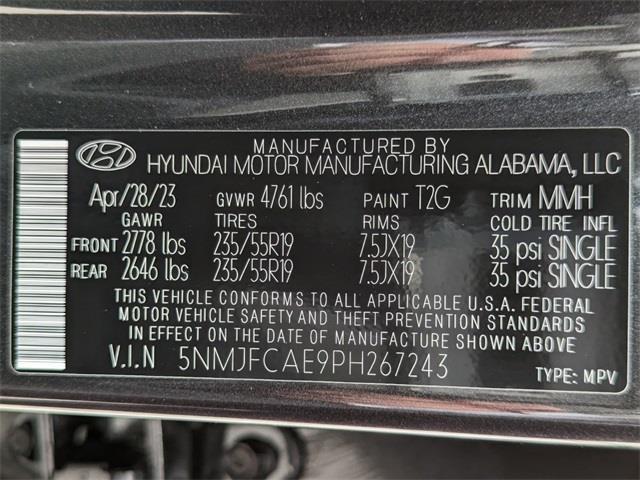 MANUFACTURED BY
HYUNDAI MOTOR MANUFACTURING ALABAMA, LLC
Apr/28/23 GVWR 4761 lbs PAINT T2G TRIM MMH
GAWR TIRES RIMS COLD TIRE INFL
FRONT 2778 lbs 235/55R19 7.5JX19 35 psi SINGLE
REAR 2646 lbs 235/55R19 7.5JX19 35 psi SINGLE
THIS VEHICLE CONFORMS TO ALL APPLICABLE U.S.A. FEDERAL
MOTOR VEHICLE SAFETY AND THEFT PREVENTION STANDARDS
IN EFFECT ON THE DATE OF MANUFACTURE SHOWN ABOVE
V.I.N 5NMJFCAE9PH267243 TYPE: MPV